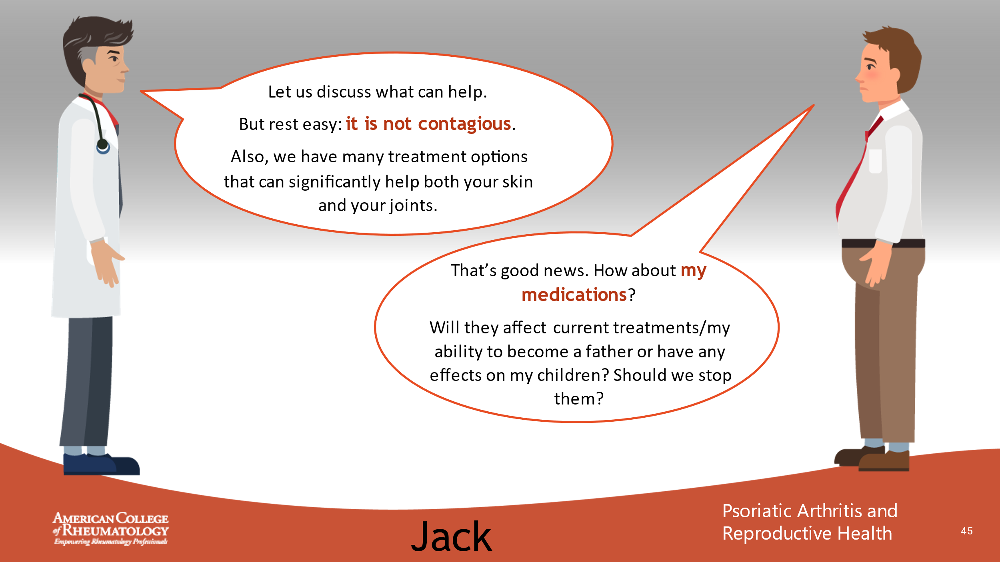 Let us discuss what can help.
But rest easy: it is not contagious.
Also, we have many treatment options
that can significantly help both your skin
and your joints.
That’s good news. How about my
medications?
Will they affect current treatments/my
ability to become a father or have any
effects on my children? Should we stop
them?
AMERICAN COLLEGE
of RHEUMATOLOGY
Empowering Rheumatology Professionals
Jack
Psoriatic Arthritis and
Reproductive Health
45